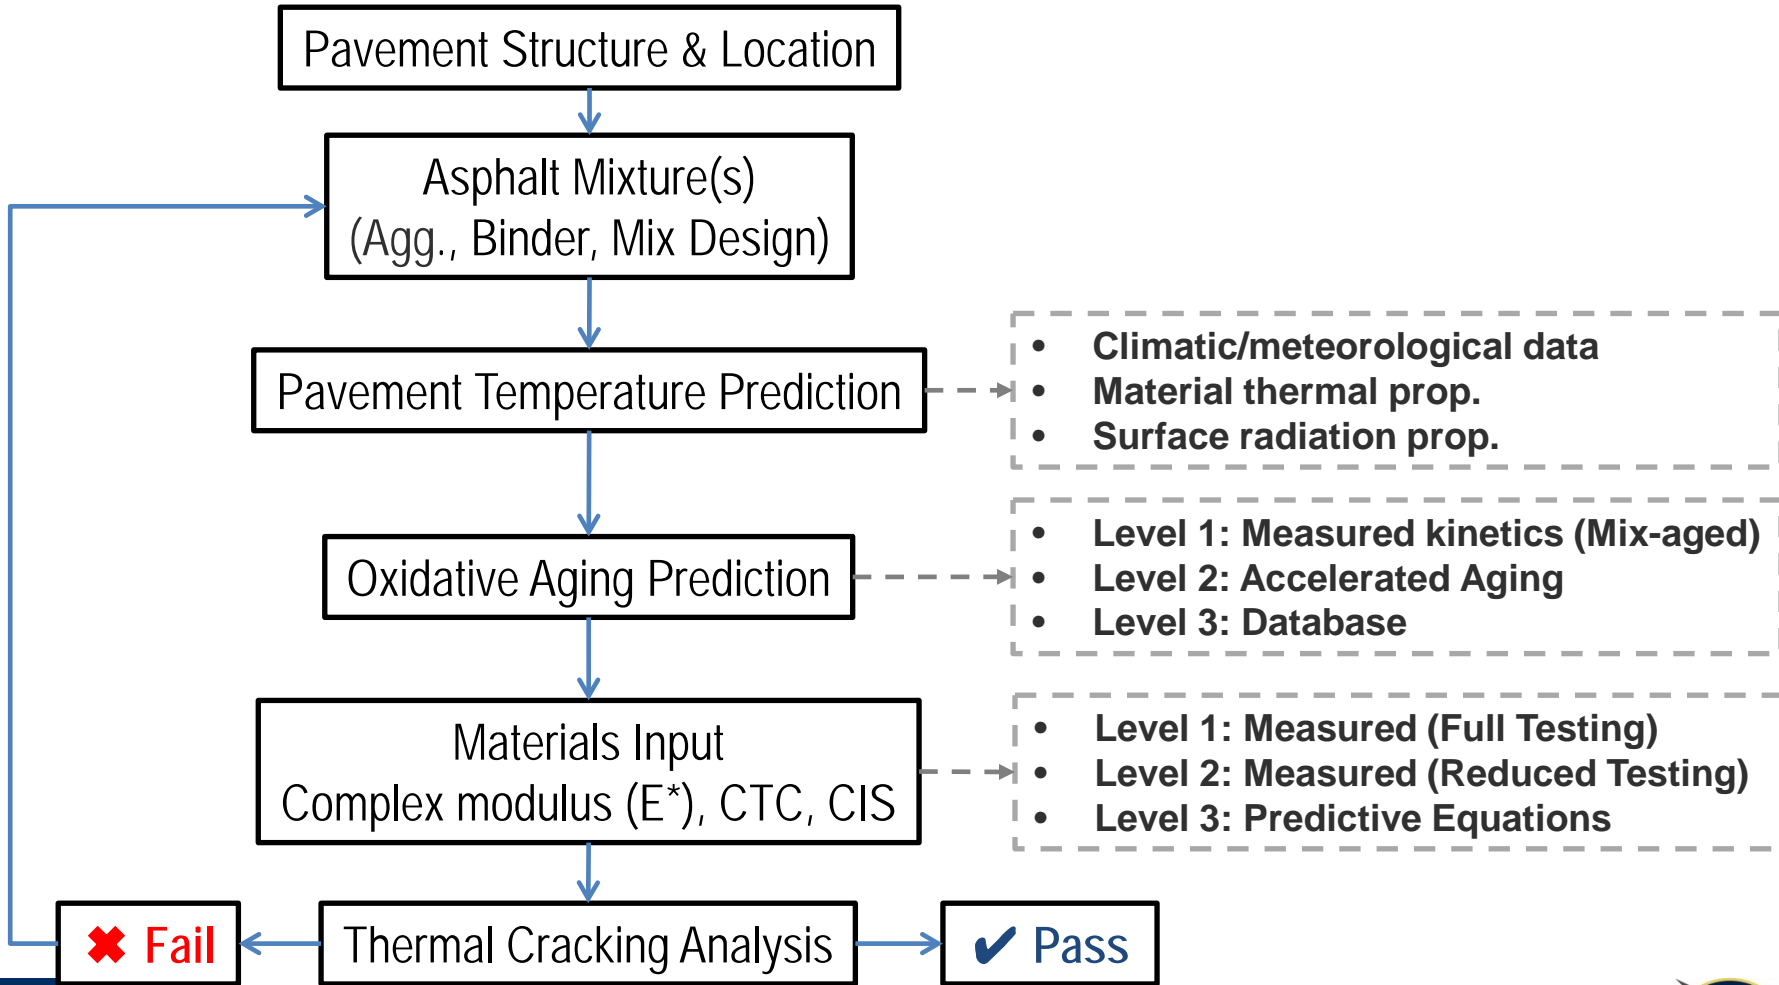 Pavement Structure & Location
Asphalt Mixture(s)
(Agg., Binder, Mix Design)
Pavement Temperature Prediction
• Climatic/meteorological data
• Material thermal prop.
• Surface radiation prop.
Oxidative Aging Prediction
• Level 1: Measured kinetics (Mix-aged)
• Level 2: Accelerated Aging
• Level 3: Database
Materials Input
Complex modulus (E*), CTC, CIS
• Level 1: Measured (Full Testing)
• Level 2: Measured (Reduced Testing)
• Level 3: Predictive Equations
✖ Fail
Thermal Cracking Analysis
✔ Pass